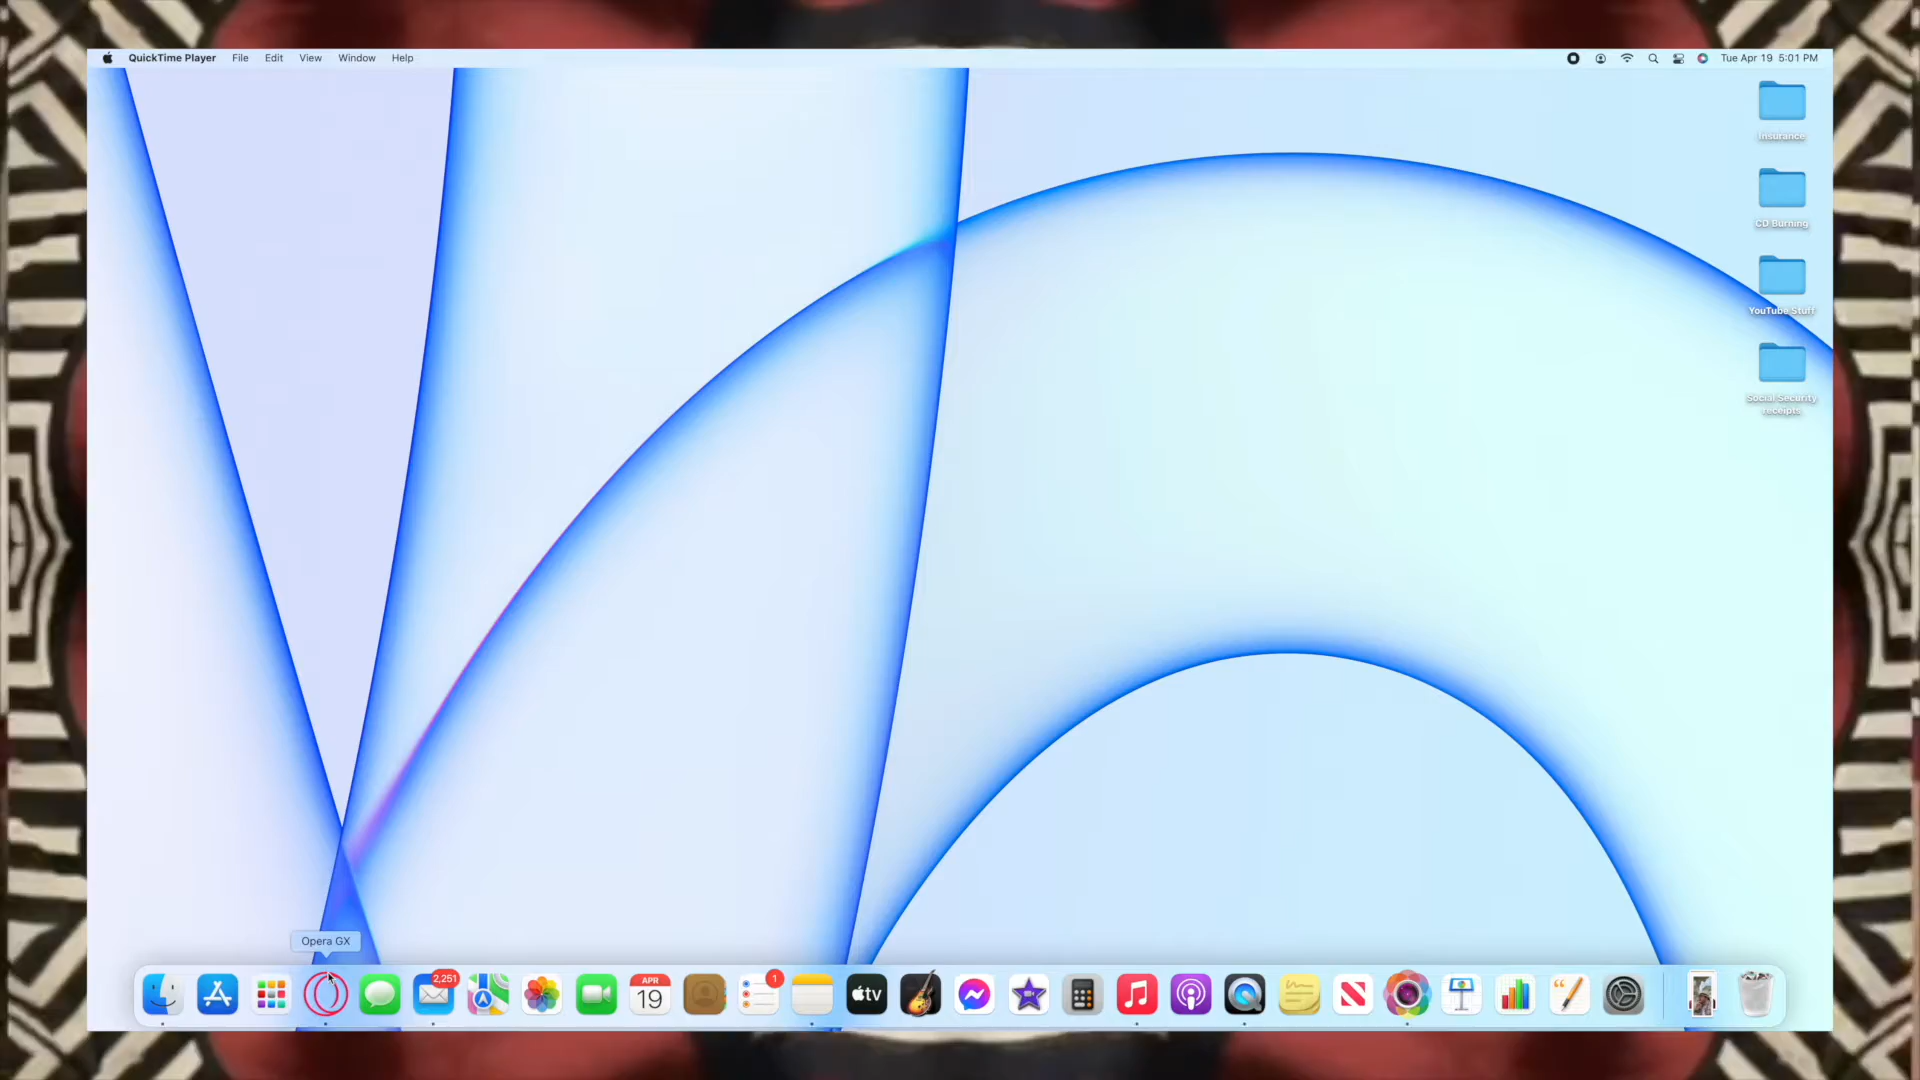 QuickTime Player File Edit View Window Help Tue Apr 19 5:01 PM
Insurance
CD Burning
YouTube Stuff
Social Security
receipts
Opera GX
2,251
APR
19
1
tv